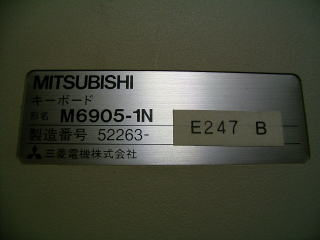 MITSUBISHI
キーボード
形名 M6905-1N
製造番号 52263-
E247 B
三菱電機株式会社